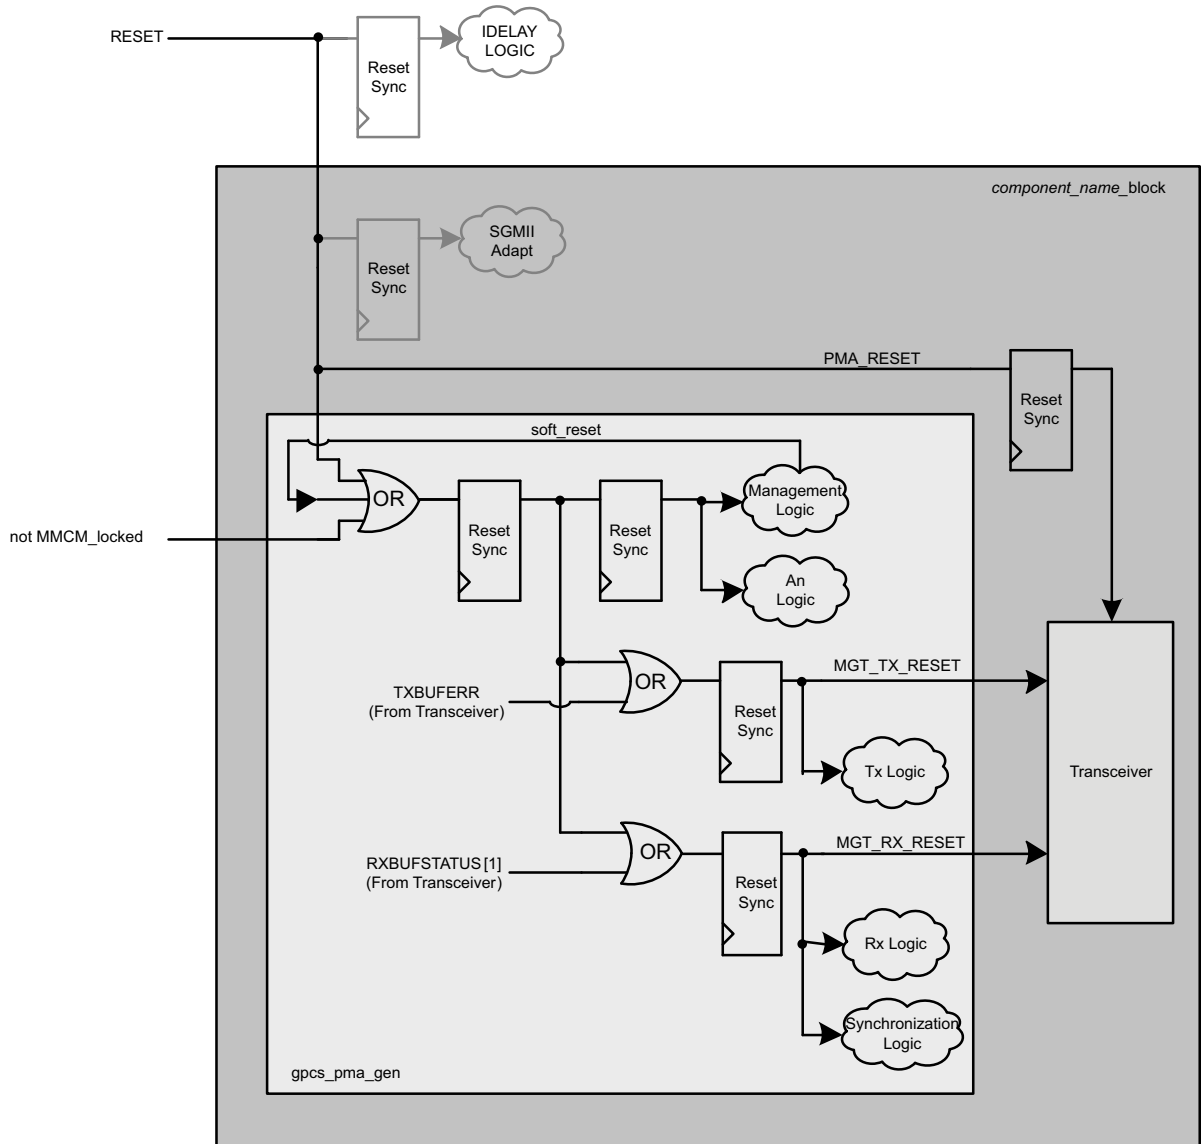 RESET
Reset
Sync
IDELAY
LOGIC
component_name_block
Reset
Sync
SGMII
Adapt
PMA_RESET
Reset
Sync
soft_reset
OR
Reset
Sync
Reset
Sync
Management
Logic
not MMCM_locked
An
Logic
TXBUFERR
(From Transceiver)
OR
Reset
Sync
MGT_TX_RESET
Tx Logic
Transceiver
RXBUFSTATUS[1]
(From Transceiver)
OR
Reset
Sync
MGT_RX_RESET
Rx Logic
Synchronization
Logic
gpcs_pma_gen